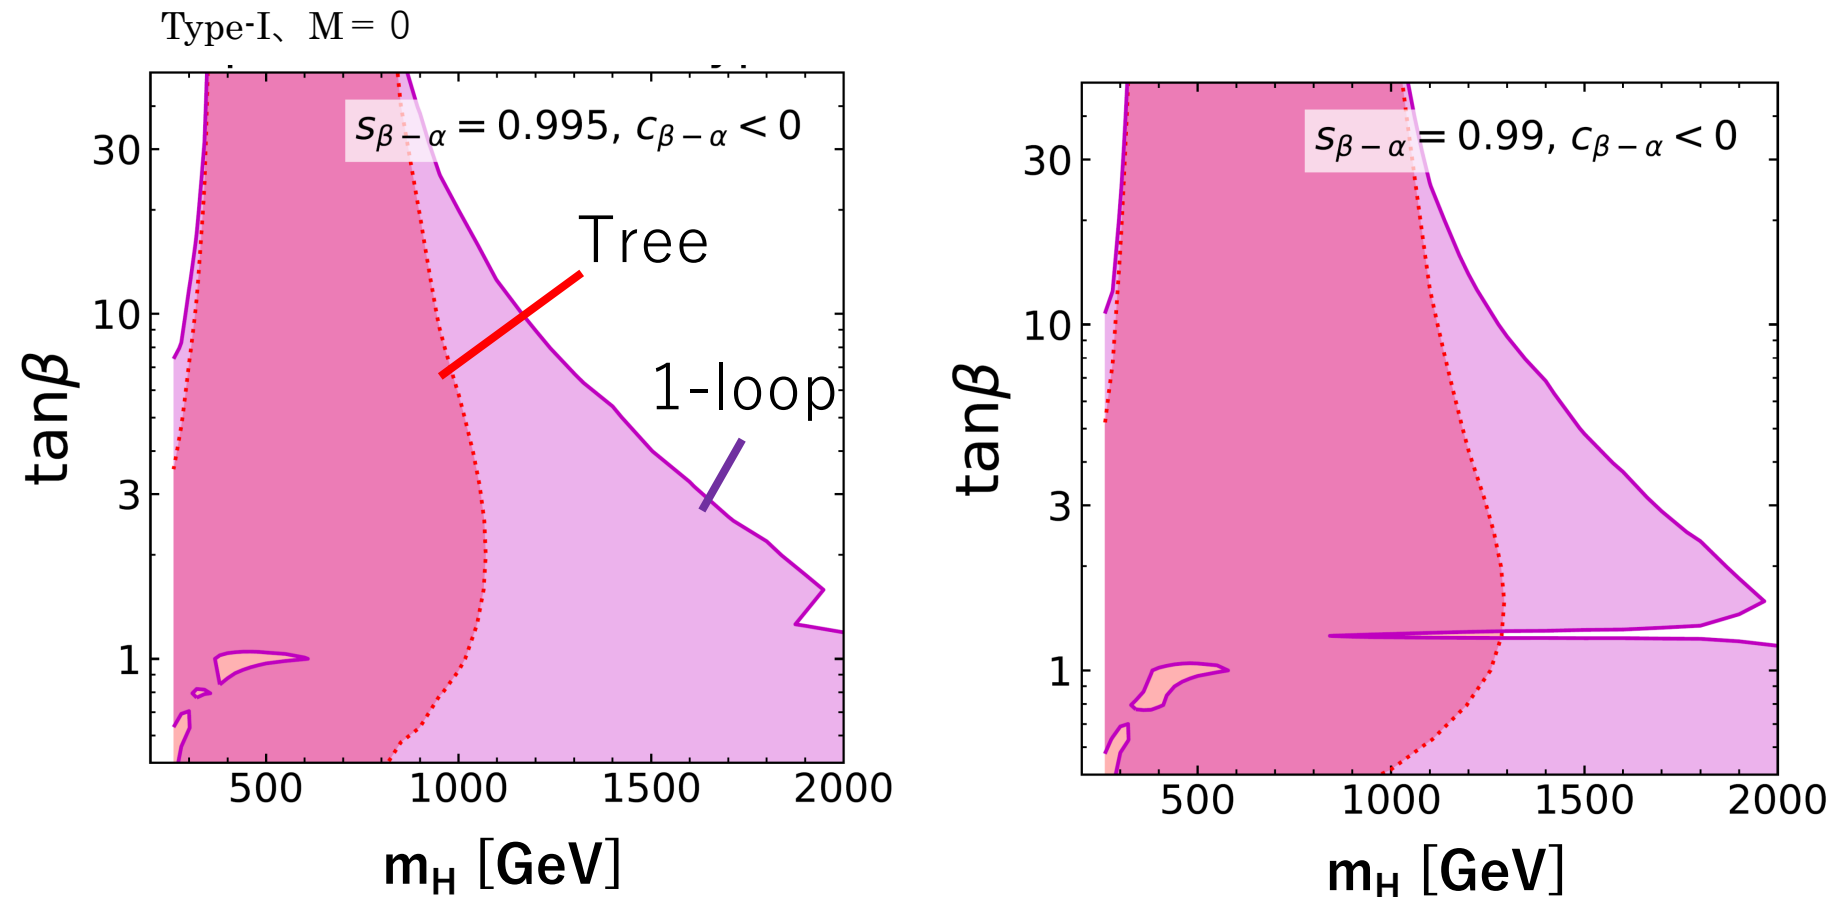 Type-I、M= 0
s_{β−α} = 0.995, c_{β−α} < 0
Tree
1-loop
30
10
3
1
tanβ
500 1000 1500 2000
m_H [GeV]
s_{β−α} = 0.99, c_{β−α} < 0
30
10
3
1
tanβ
500 1000 1500 2000
m_H [GeV]